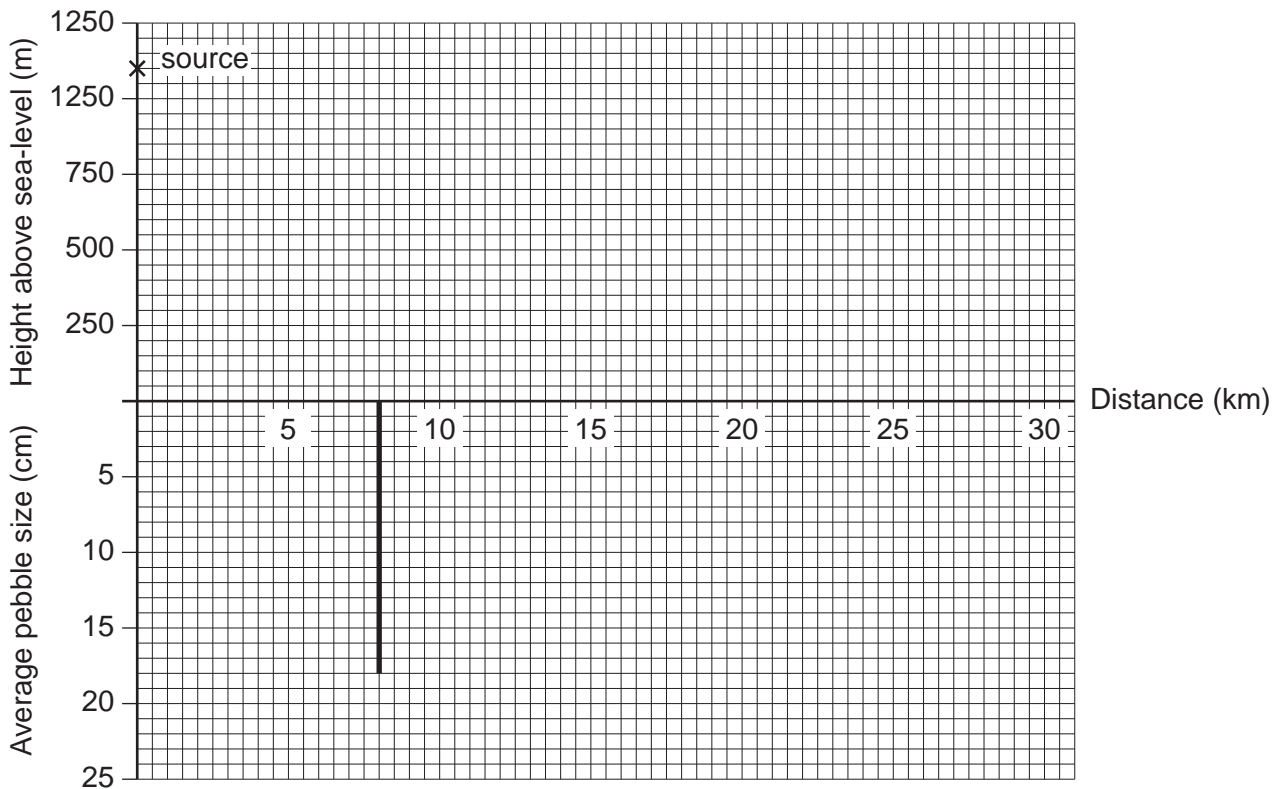 Height above sea-level (m)
1250
source
1250
750
500
250
Distance (km)
5 10 15 20 25 30
Average pebble size (cm)
5
10
15
20
25